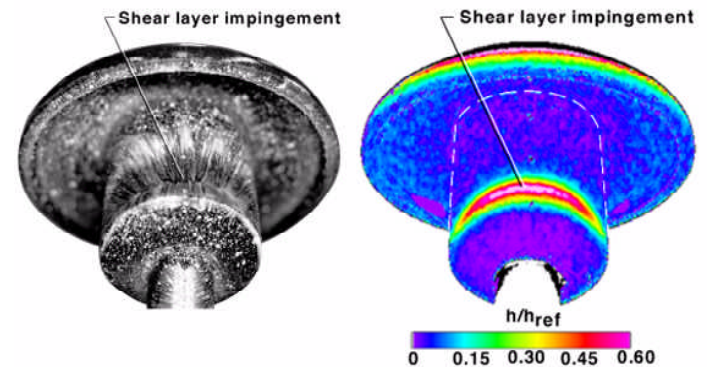 Shear layer impingement
Shear layer impingement
h/href
0 0.15 0.30 0.45 0.60